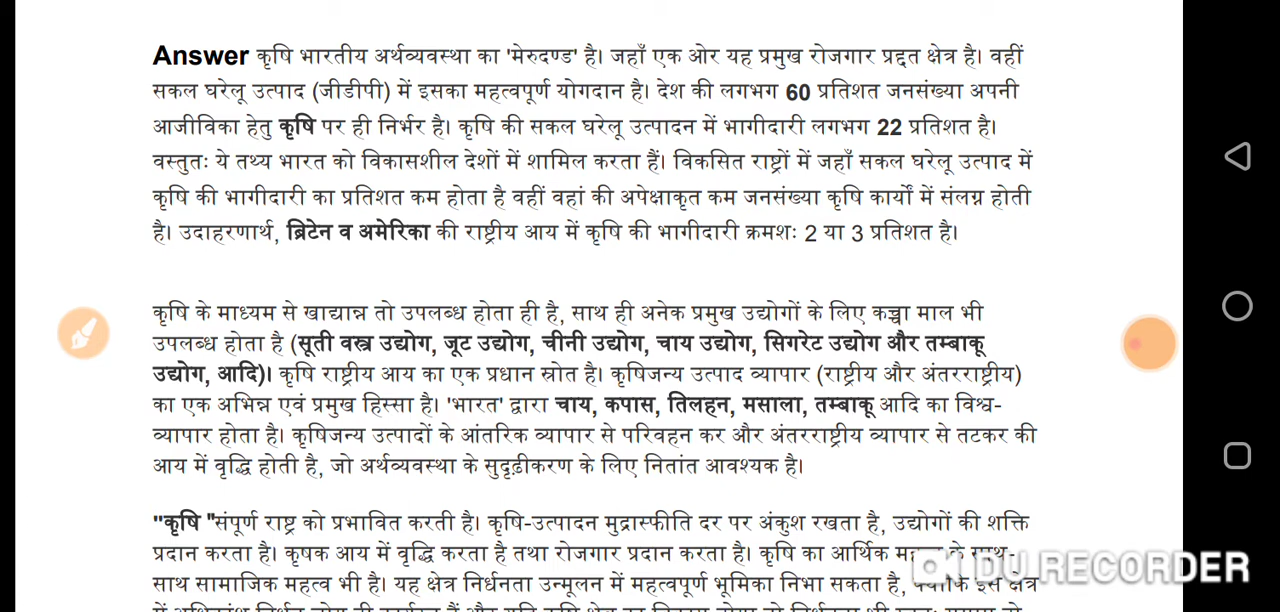 Answer कृषि भारतीय अर्थव्यवस्था का 'मेरुदण्ड' है। जहाँ एक ओर यह प्रमुख रोजगार प्रद्दत क्षेत्र है। वहीं
सकल घरेलू उत्पाद (जीडीपी) में इसका महत्वपूर्ण योगदान है। देश की लगभग 60 प्रतिशत जनसंख्या अपनी
आजीविका हेतु कृषि पर ही निर्भर है। कृषि की सकल घरेलू उत्पादन में भागीदारी लगभग 22 प्रतिशत है।
वस्तुतः ये तथ्य भारत को विकासशील देशों में शामिल करता हैं। विकसित राष्ट्रों में जहाँ सकल घरेलू उत्पाद में
कृषि की भागीदारी का प्रतिशत कम होता है वहीं वहां की अपेक्षाकृत कम जनसंख्या कृषि कार्यों में संलग्न होती
है। उदाहरणार्थ, ब्रिटेन व अमेरिका की राष्ट्रीय आय में कृषि की भागीदारी क्रमशः 2 या 3 प्रतिशत है।
कृषि के माध्यम से खाद्यान्न तो उपलब्ध होता ही है, साथ ही अनेक प्रमुख उद्योगों के लिए कच्चा माल भी
उपलब्ध होता है (सूती वस्त्र उद्योग, जूट उद्योग, चीनी उद्योग, चाय उद्योग, सिगरेट उद्योग और तम्बाकू
उद्योग, आदि)। कृषि राष्ट्रीय आय का एक प्रधान स्रोत है। कृषिजन्य उत्पाद व्यापार (राष्ट्रीय और अंतरराष्ट्रीय)
का एक अभिन्न एवं प्रमुख हिस्सा है। 'भारत' द्वारा चाय, कपास, तिलहन, मसाला, तम्बाकू आदि का विश्व-
व्यापार होता है। कृषिजन्य उत्पादों के आंतरिक व्यापार से परिवहन कर और अंतरराष्ट्रीय व्यापार से तटकर की
आय में वृद्धि होती है, जो अर्थव्यवस्था के सुदृढ़ीकरण के लिए नितांत आवश्यक है।
"कृषि "संपूर्ण राष्ट्र को प्रभावित करती है। कृषि-उत्पादन मुद्रास्फीति दर पर अंकुश रखता है, उद्योगों की शक्ति
प्रदान करता है। कृषक आय में वृद्धि करता है तथा रोजगार प्रदान करता है। कृषि का आर्थिक के साथ-
साथ सामाजिक महत्व भी है। यह क्षेत्र निर्धनता उन्मूलन में महत्वपूर्ण भूमिका निभा सकता है, क्योंकि इस क्षेत्र
DU RECORDER